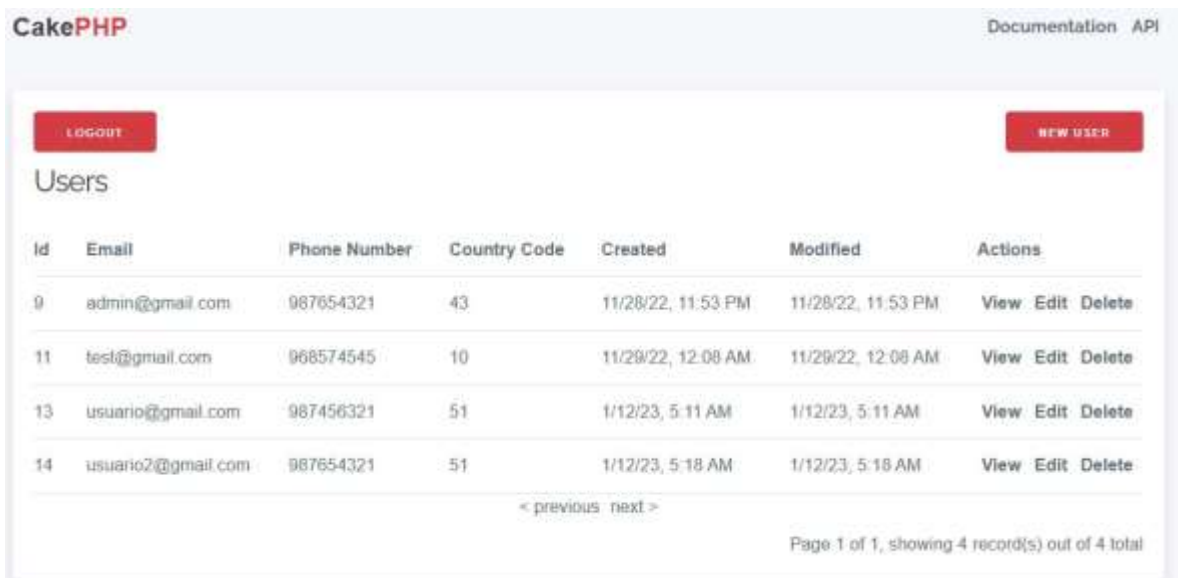 CakePHP Documentation API
LOGOUT NEW USER
Users
Id Email Phone Number Country Code Created Modified Actions
9 admin@gmail.com 987654321 43 11/28/22, 11:53 PM 11/28/22, 11:53 PM View Edit Delete
11 test@gmail.com 968574545 10 11/29/22, 12:08 AM 11/29/22, 12:08 AM View Edit Delete
13 usuario@gmail.com 987456321 51 1/12/23, 5:11 AM 1/12/23, 5:11 AM View Edit Delete
14 usuario2@gmail.com 987654321 51 1/12/23, 5:18 AM 1/12/23, 5:18 AM View Edit Delete
< previous next >
Page 1 of 1, showing 4 record(s) out of 4 total